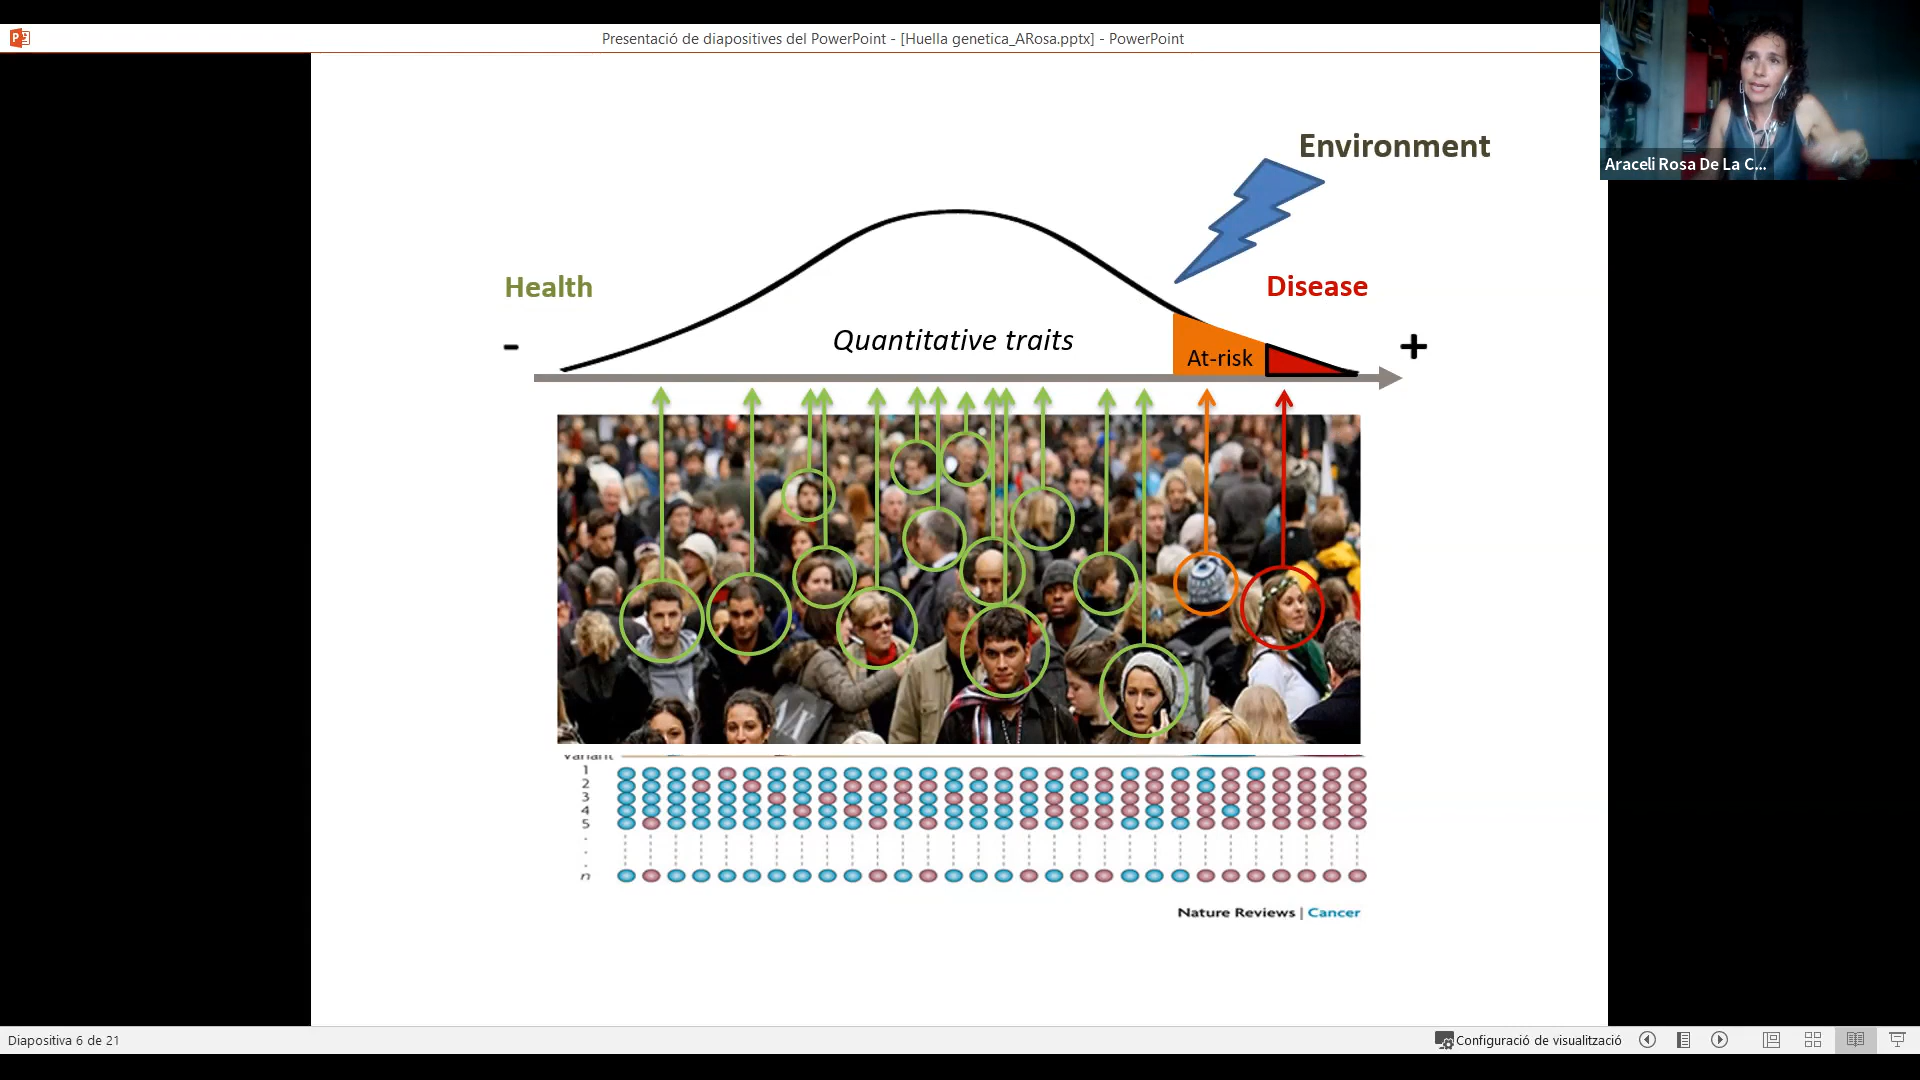 Presentació de diapositives del PowerPoint - [Huella genetica_ARosa.pptx] - PowerPoint
Araceli Rosa De La C...
Environment
Health
Disease
-
Quantitative traits
+
At-risk
Variant
1
2
3
4
5
n
Nature Reviews | Cancer
Diapositiva 6 de 21
Configuració de visualització